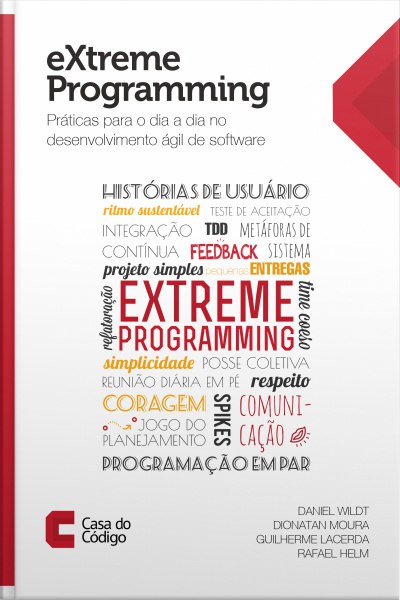 eXtreme
Programming
Práticas para o dia a dia no
desenvolvimento ágil de software
HISTÓRIAS DE USUÁRIO
ritmo sustentável TESTE DE ACEITAÇÃO
INTEGRAÇÃO TDD METÁFORAS DE
CONTÍNUA FEEDBACK SISTEMA
projeto simples pequenas ENTREGAS
refatoração
EXTREME
PROGRAMMING
time coeso
simplicidade POSSE COLETIVA
REUNIÃO DIÁRIA EM PÉ respeito
CORAGEM
SPIKES
COMUNI-
CAÇÃO
JOGO DO
PLANEJAMENTO
PROGRAMAÇÃO EM PAR
Casa do
Código
DANIEL WILDT
DIONATAN MOURA
GUILHERME LACERDA
RAFAEL HELM